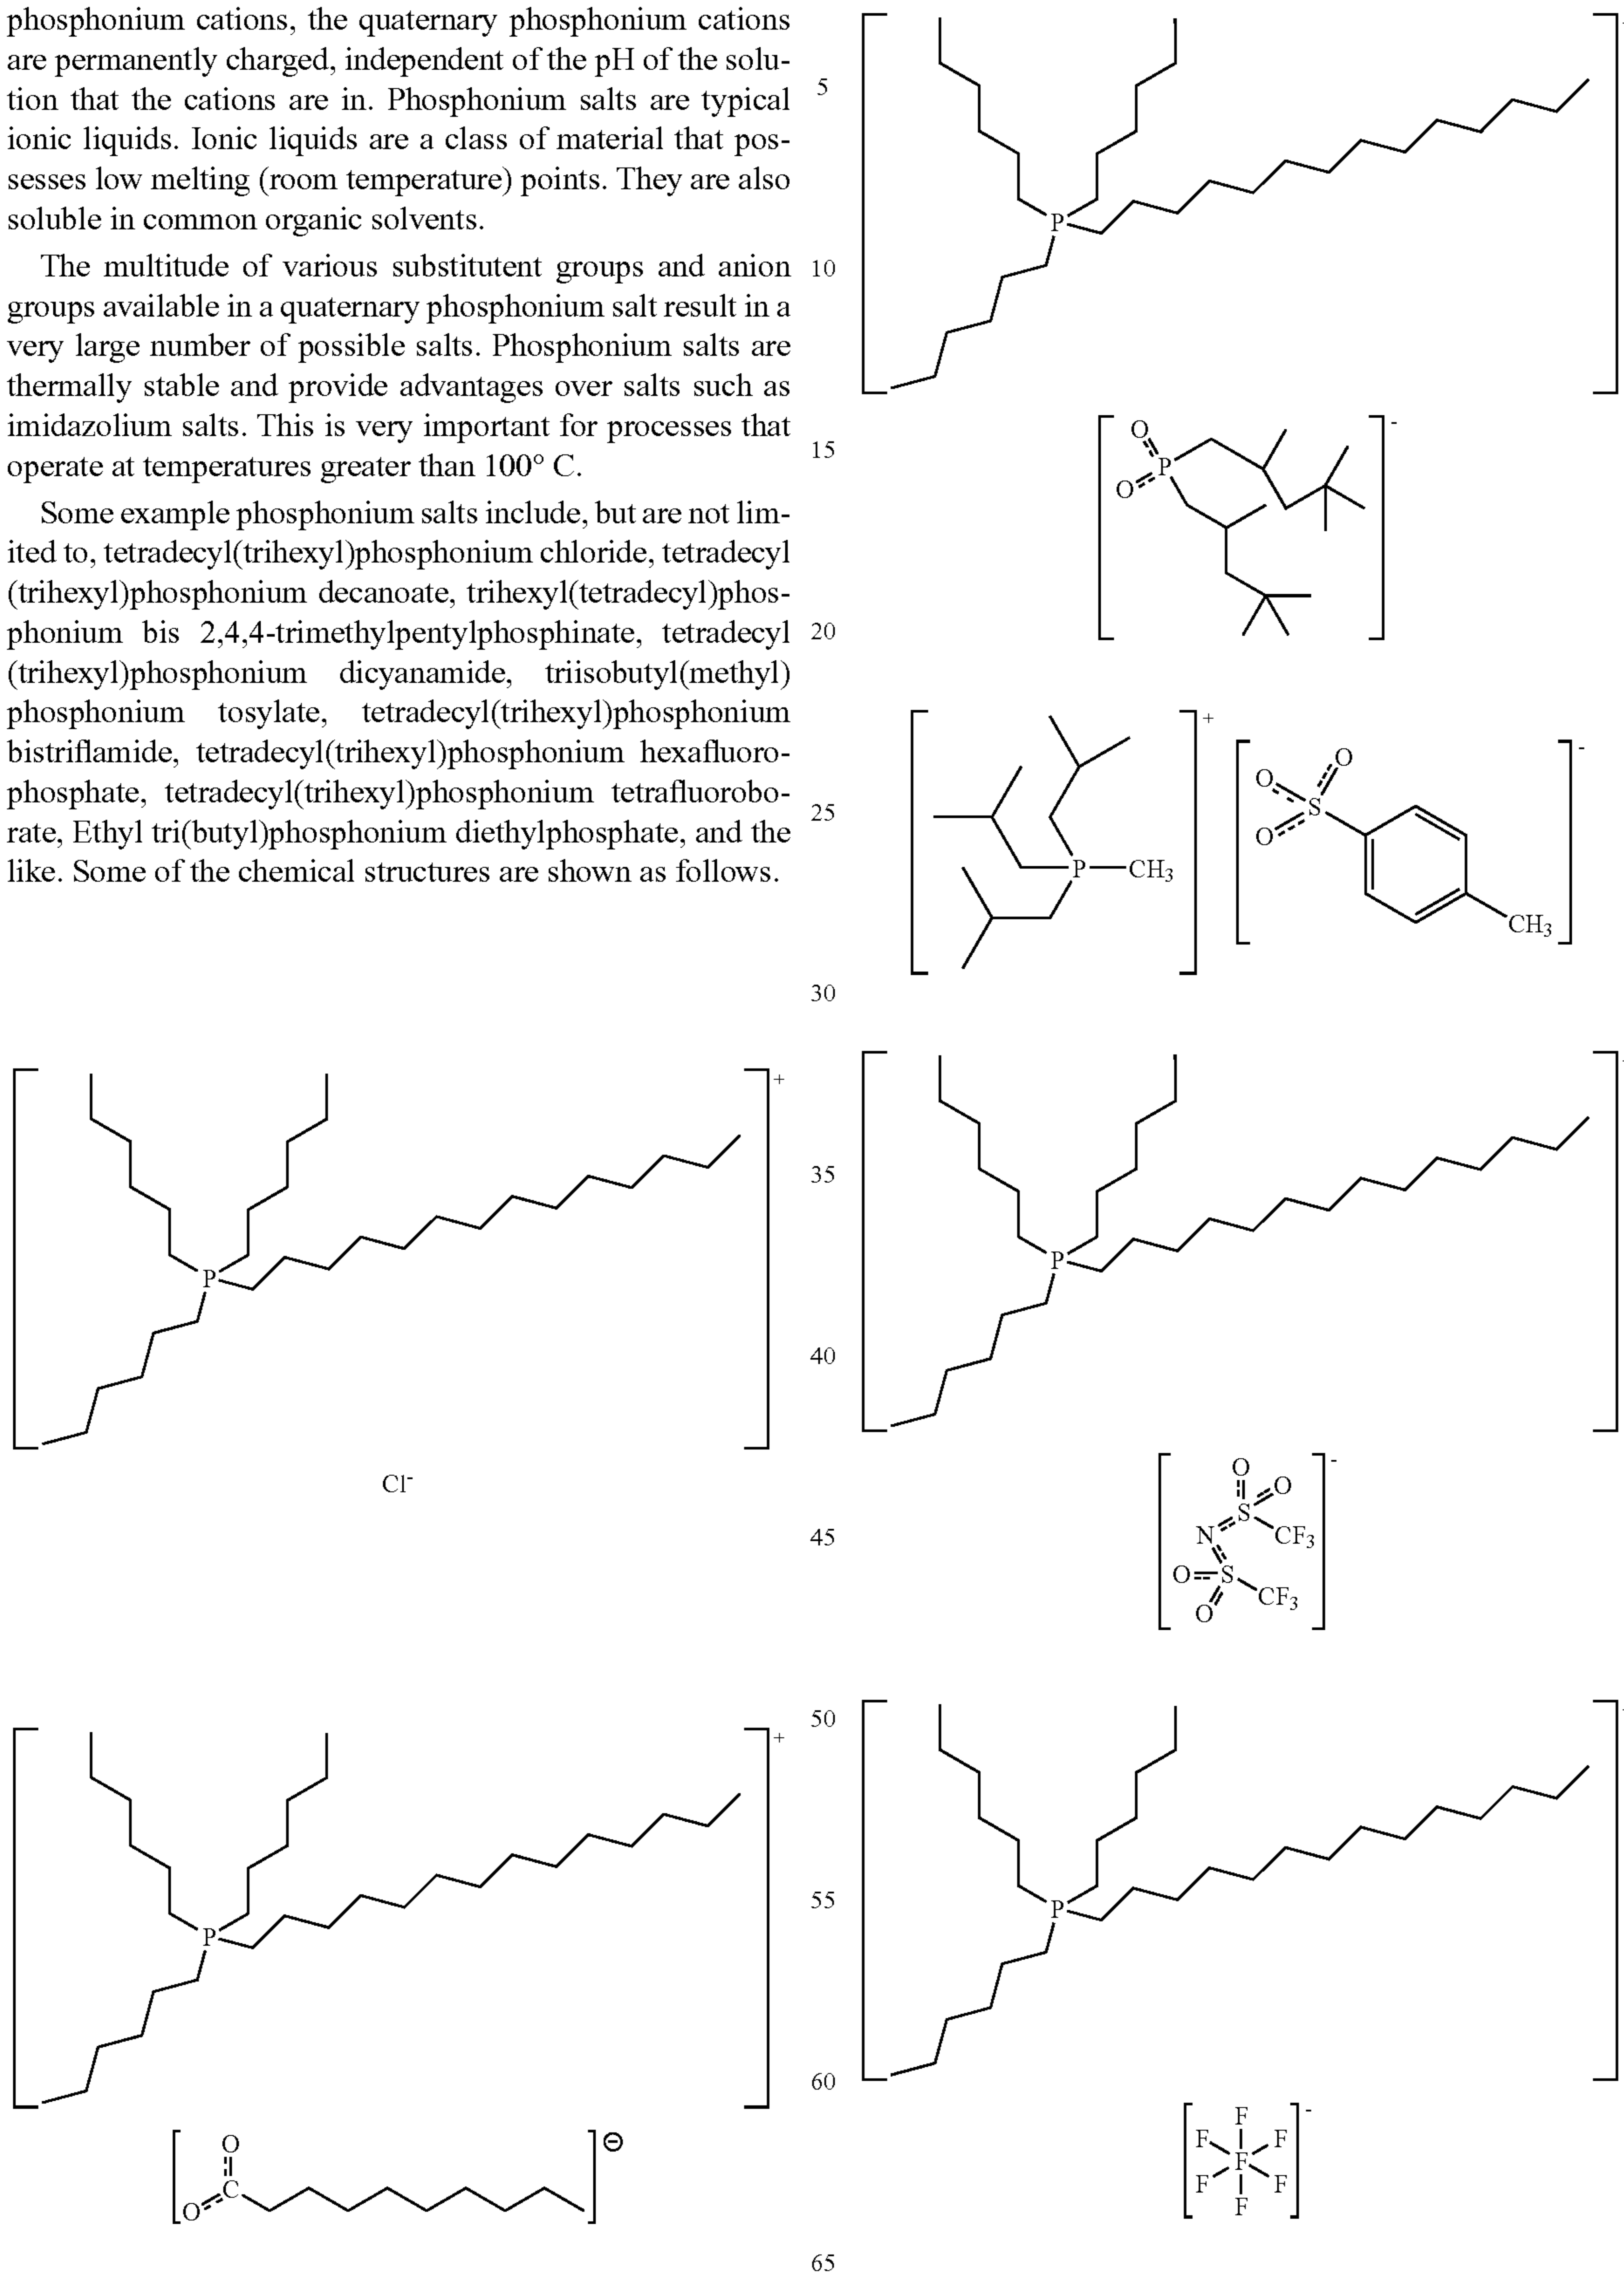 phosphonium cations, the quaternary phosphonium cations
are permanently charged, independent of the pH of the solu-
tion that the cations are in. Phosphonium salts are typical
ionic liquids. Ionic liquids are a class of material that pos-
sesses low melting (room temperature) points. They are also
soluble in common organic solvents.
The multitude of various substitutent groups and anion
groups available in a quaternary phosphonium salt result in a
very large number of possible salts. Phosphonium salts are
thermally stable and provide advantages over salts such as
imidazolium salts. This is very important for processes that
operate at temperatures greater than 100° C.
Some example phosphonium salts include, but are not lim-
ited to, tetradecyl(trihexyl)phosphonium chloride, tetradecyl
(trihexyl)phosphonium decanoate, trihexyl(tetradecyl)phos-
phonium bis 2,4,4-trimethylpentylphosphinate, tetradecyl
(trihexyl)phosphonium dicyanamide, triisobutyl(methyl)
phosphonium tosylate, tetradecyl(trihexyl)phosphonium
bistriflamide, tetradecyl(trihexyl)phosphonium hexafluoro-
phosphate, tetradecyl(trihexyl)phosphonium tetrafluorobo-
rate, Ethyl tri(butyl)phosphonium diethylphosphate, and the
like. Some of the chemical structures are shown as follows.
+
P
Cl-
+
P
O
C
O
⊖
5
10
15
20
25
30
35
40
45
50
55
60
65
P
-
O
P
O
+
P CH3
-
O
O
S
O
CH3
P
-
O
O
S
N CF3
O S
CF3
O
P
-
F
F F
F
F F
F